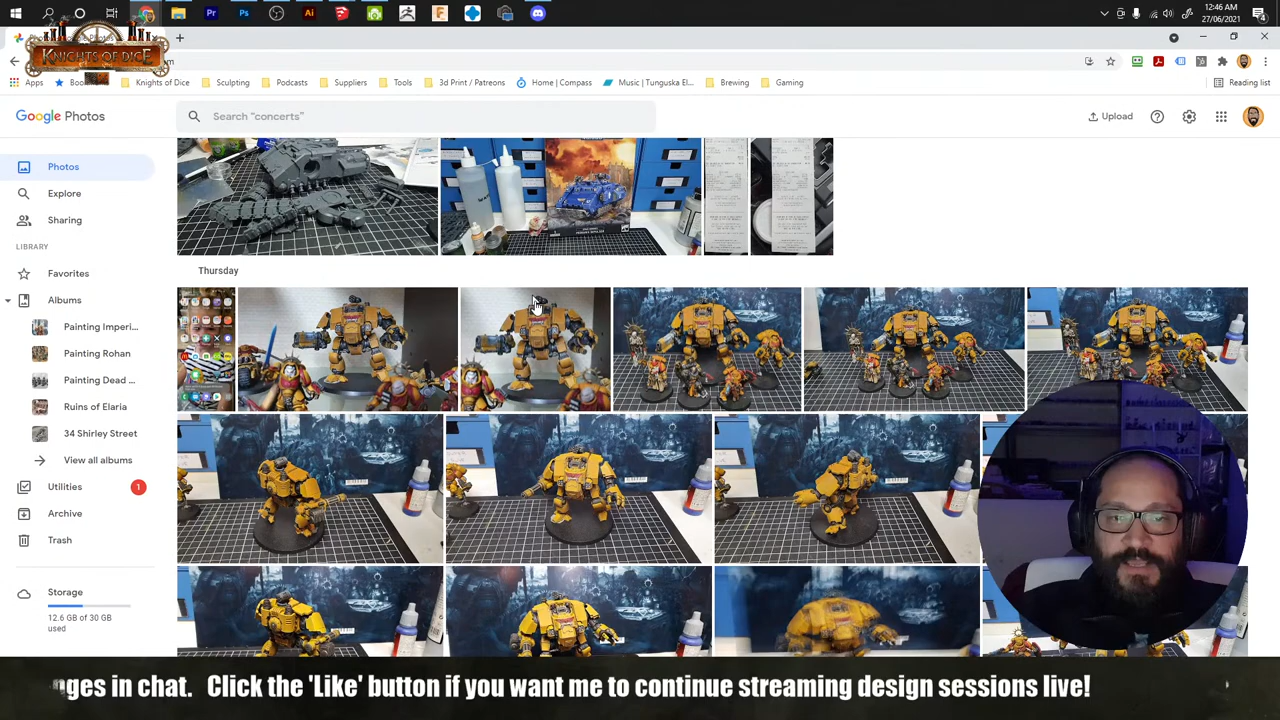 12:46 AM
27/06/2021
KNIGHTS OF DICE
Apps
Knights of Dice
Sculpting
Podcasts
Suppliers
Tools
3d Print / Patreons
Home | Compass
Music | Tunguska El...
Brewing
Gaming
Reading list
Google Photos
Search "concerts"
Upload
Photos
Explore
Sharing
LIBRARY
Favorites
Albums
Painting Imperi...
Painting Rohan
Painting Dead ...
Ruins of Elaria
34 Shirley Street
View all albums
Utilities
1
Archive
Trash
Storage
12.6 GB of 30 GB
used
Thursday
nges in chat. Click the 'Like' button if you want me to continue streaming design sessions live!